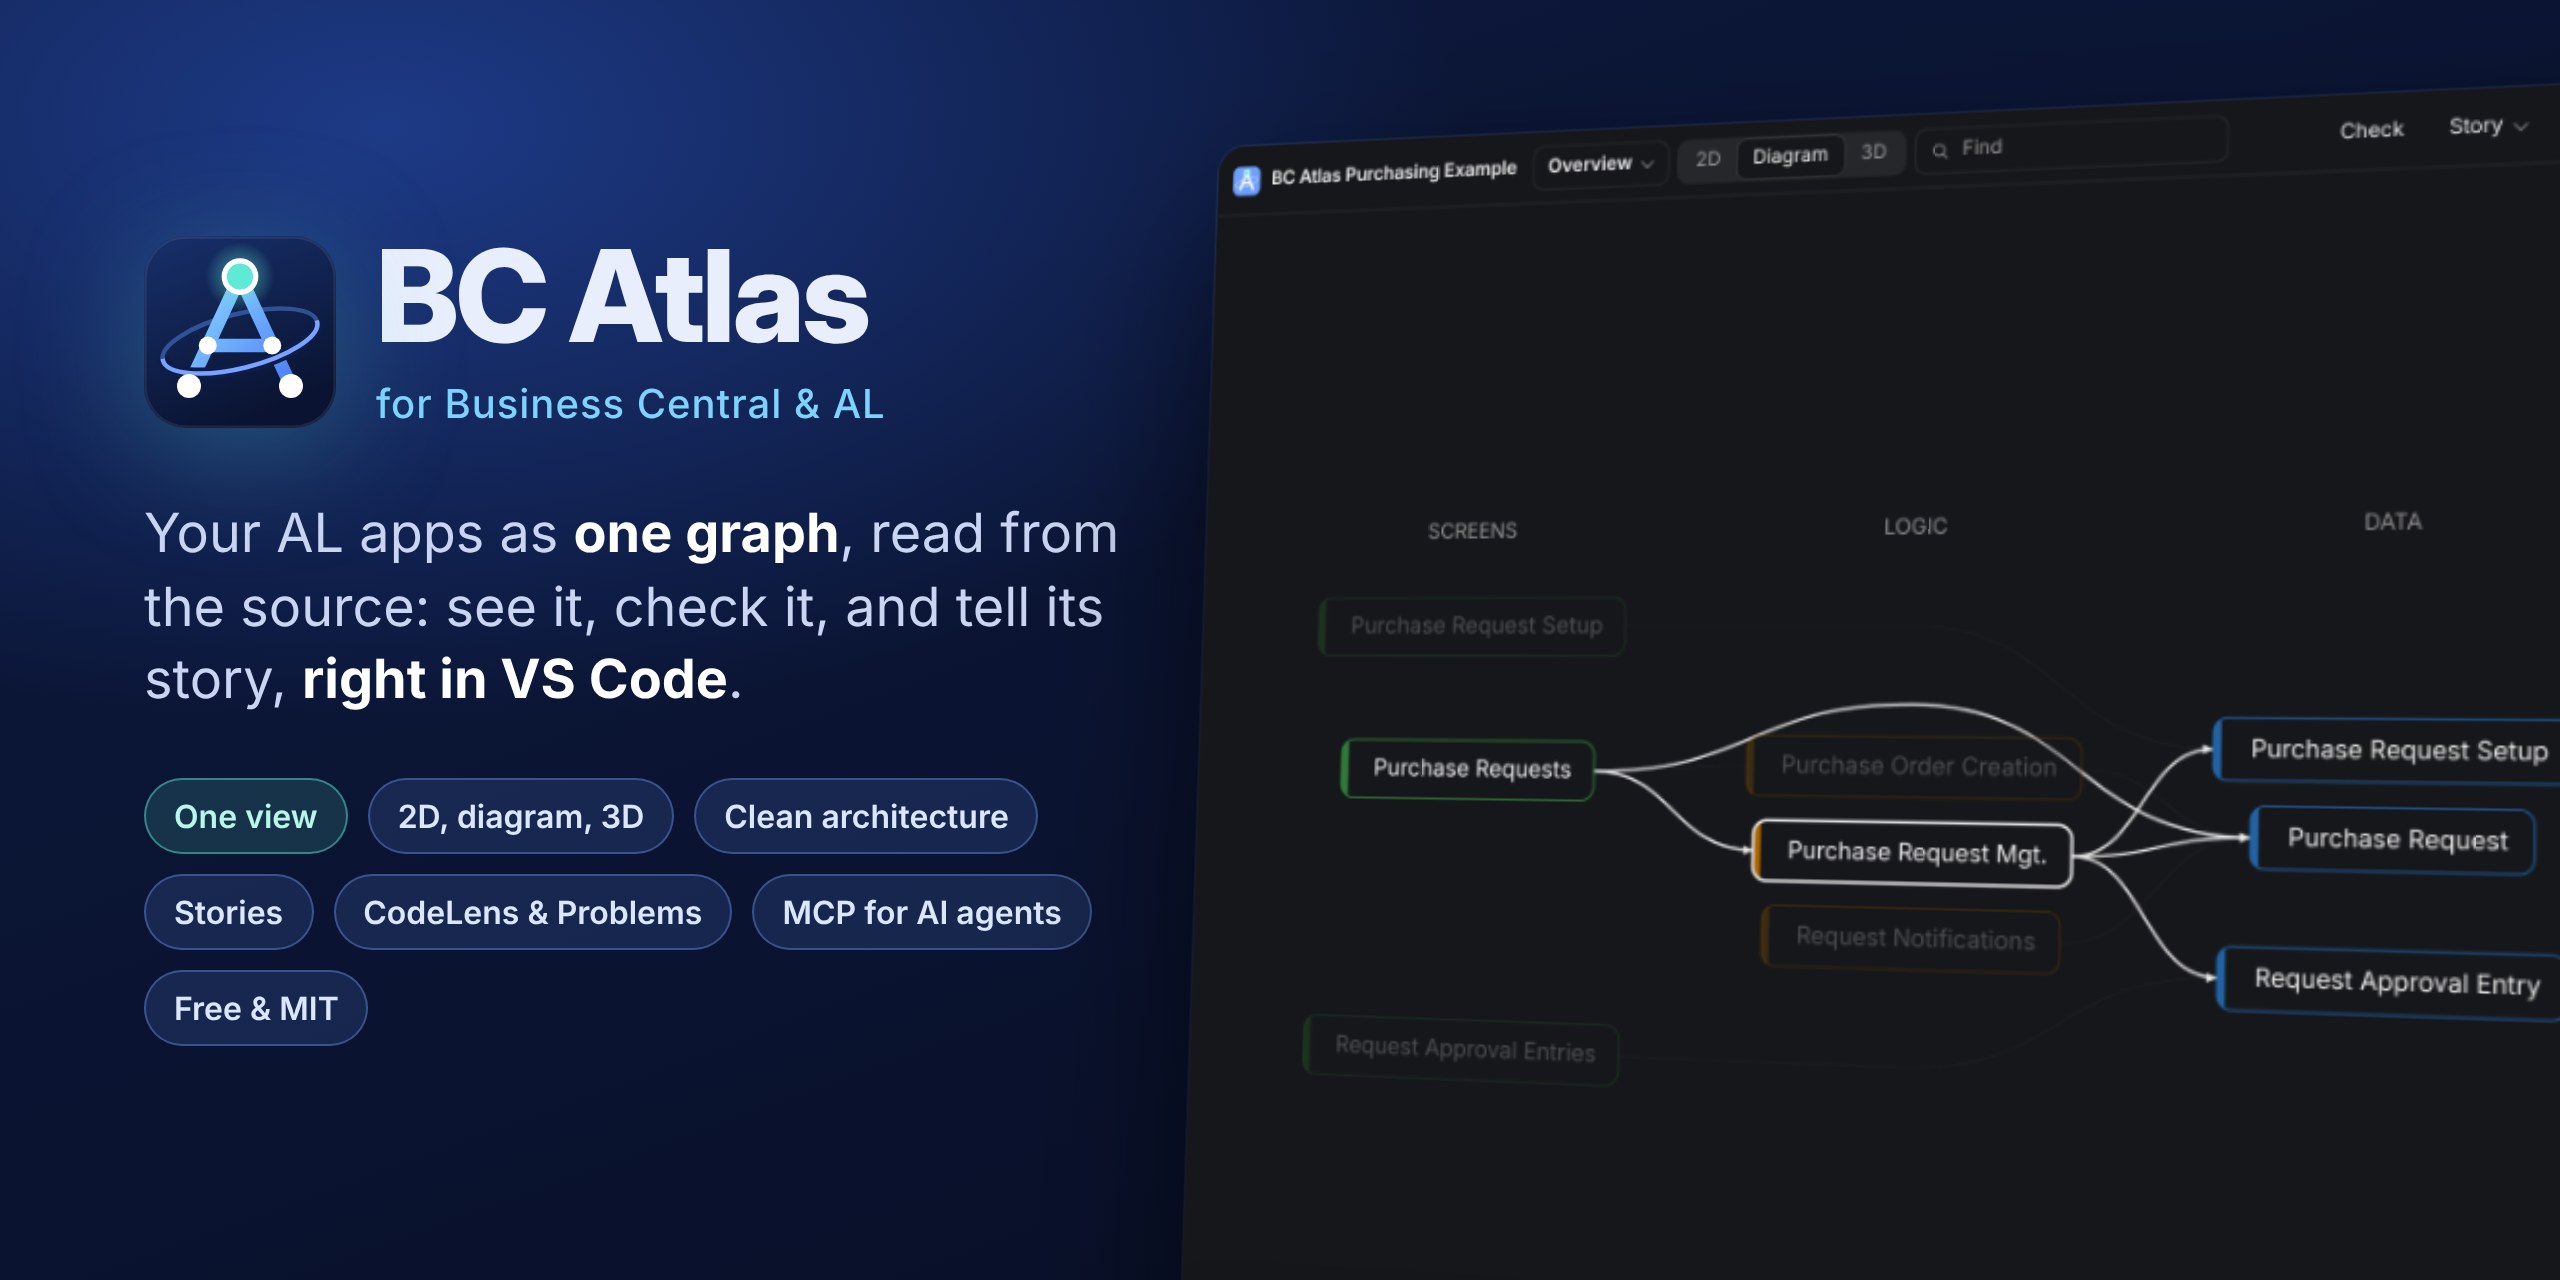 BC Atlas
for Business Central & AL
Your AL apps as one graph, read from
the source: see it, check it, and tell its
story, right in VS Code.
One view
2D, diagram, 3D
Clean architecture
Stories
CodeLens & Problems
MCP for AI agents
Free & MIT
BC Atlas Purchasing Example
Overview
2D
Diagram
3D
Find
Check
Story
SCREENS
LOGIC
DATA
Purchase Request Setup
Purchase Requests
Request Approval Entries
Purchase Order Creation
Purchase Request Mgt.
Request Notifications
Purchase Request Setup
Purchase Request
Request Approval Entry